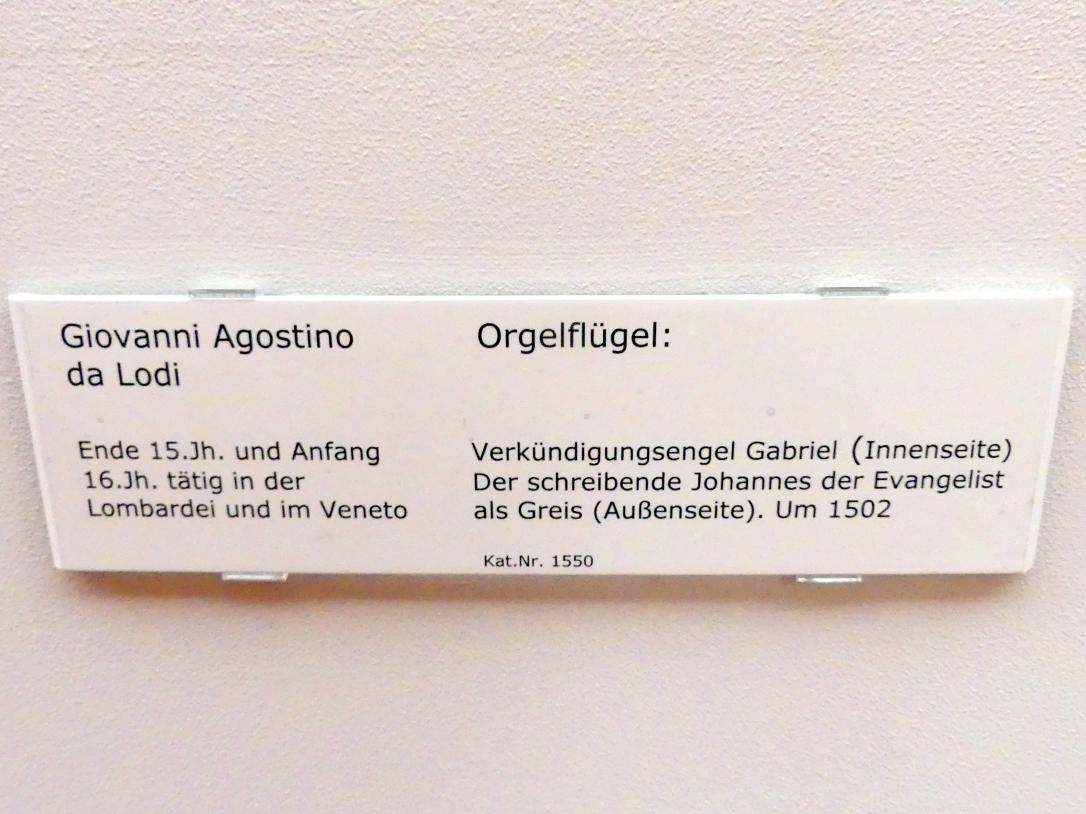 Giovanni Agostino
da Lodi
Ende 15.Jh. und Anfang
16.Jh. tätig in der
Lombardei und im Veneto
Orgelflügel:
Verkündigungsengel Gabriel (Innenseite)
Der schreibende Johannes der Evangelist
als Greis (Außenseite). Um 1502
Kat.Nr. 1550